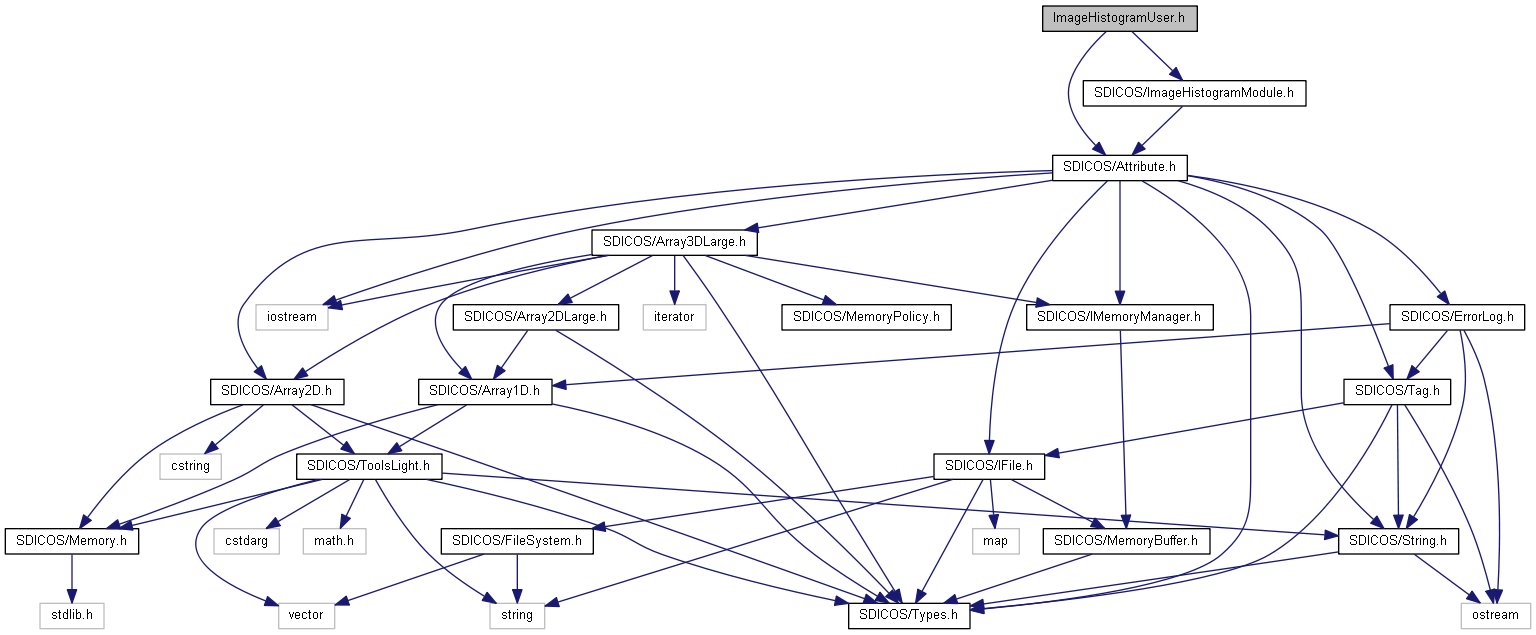 ImageHistogramUser.h
SDICOS/ImageHistogramModule.h
SDICOS/Attribute.h
SDICOS/Array3DLarge.h
iostream
SDICOS/Array2DLarge.h
iterator
SDICOS/MemoryPolicy.h
SDICOS/IMemoryManager.h
SDICOS/ErrorLog.h
SDICOS/Array2D.h
SDICOS/Array1D.h
SDICOS/Tag.h
cstring
SDICOS/ToolsLight.h
SDICOS/IFile.h
SDICOS/Memory.h
cstdarg
math.h
SDICOS/FileSystem.h
map
SDICOS/MemoryBuffer.h
SDICOS/String.h
stdlib.h
vector
string
SDICOS/Types.h
ostream